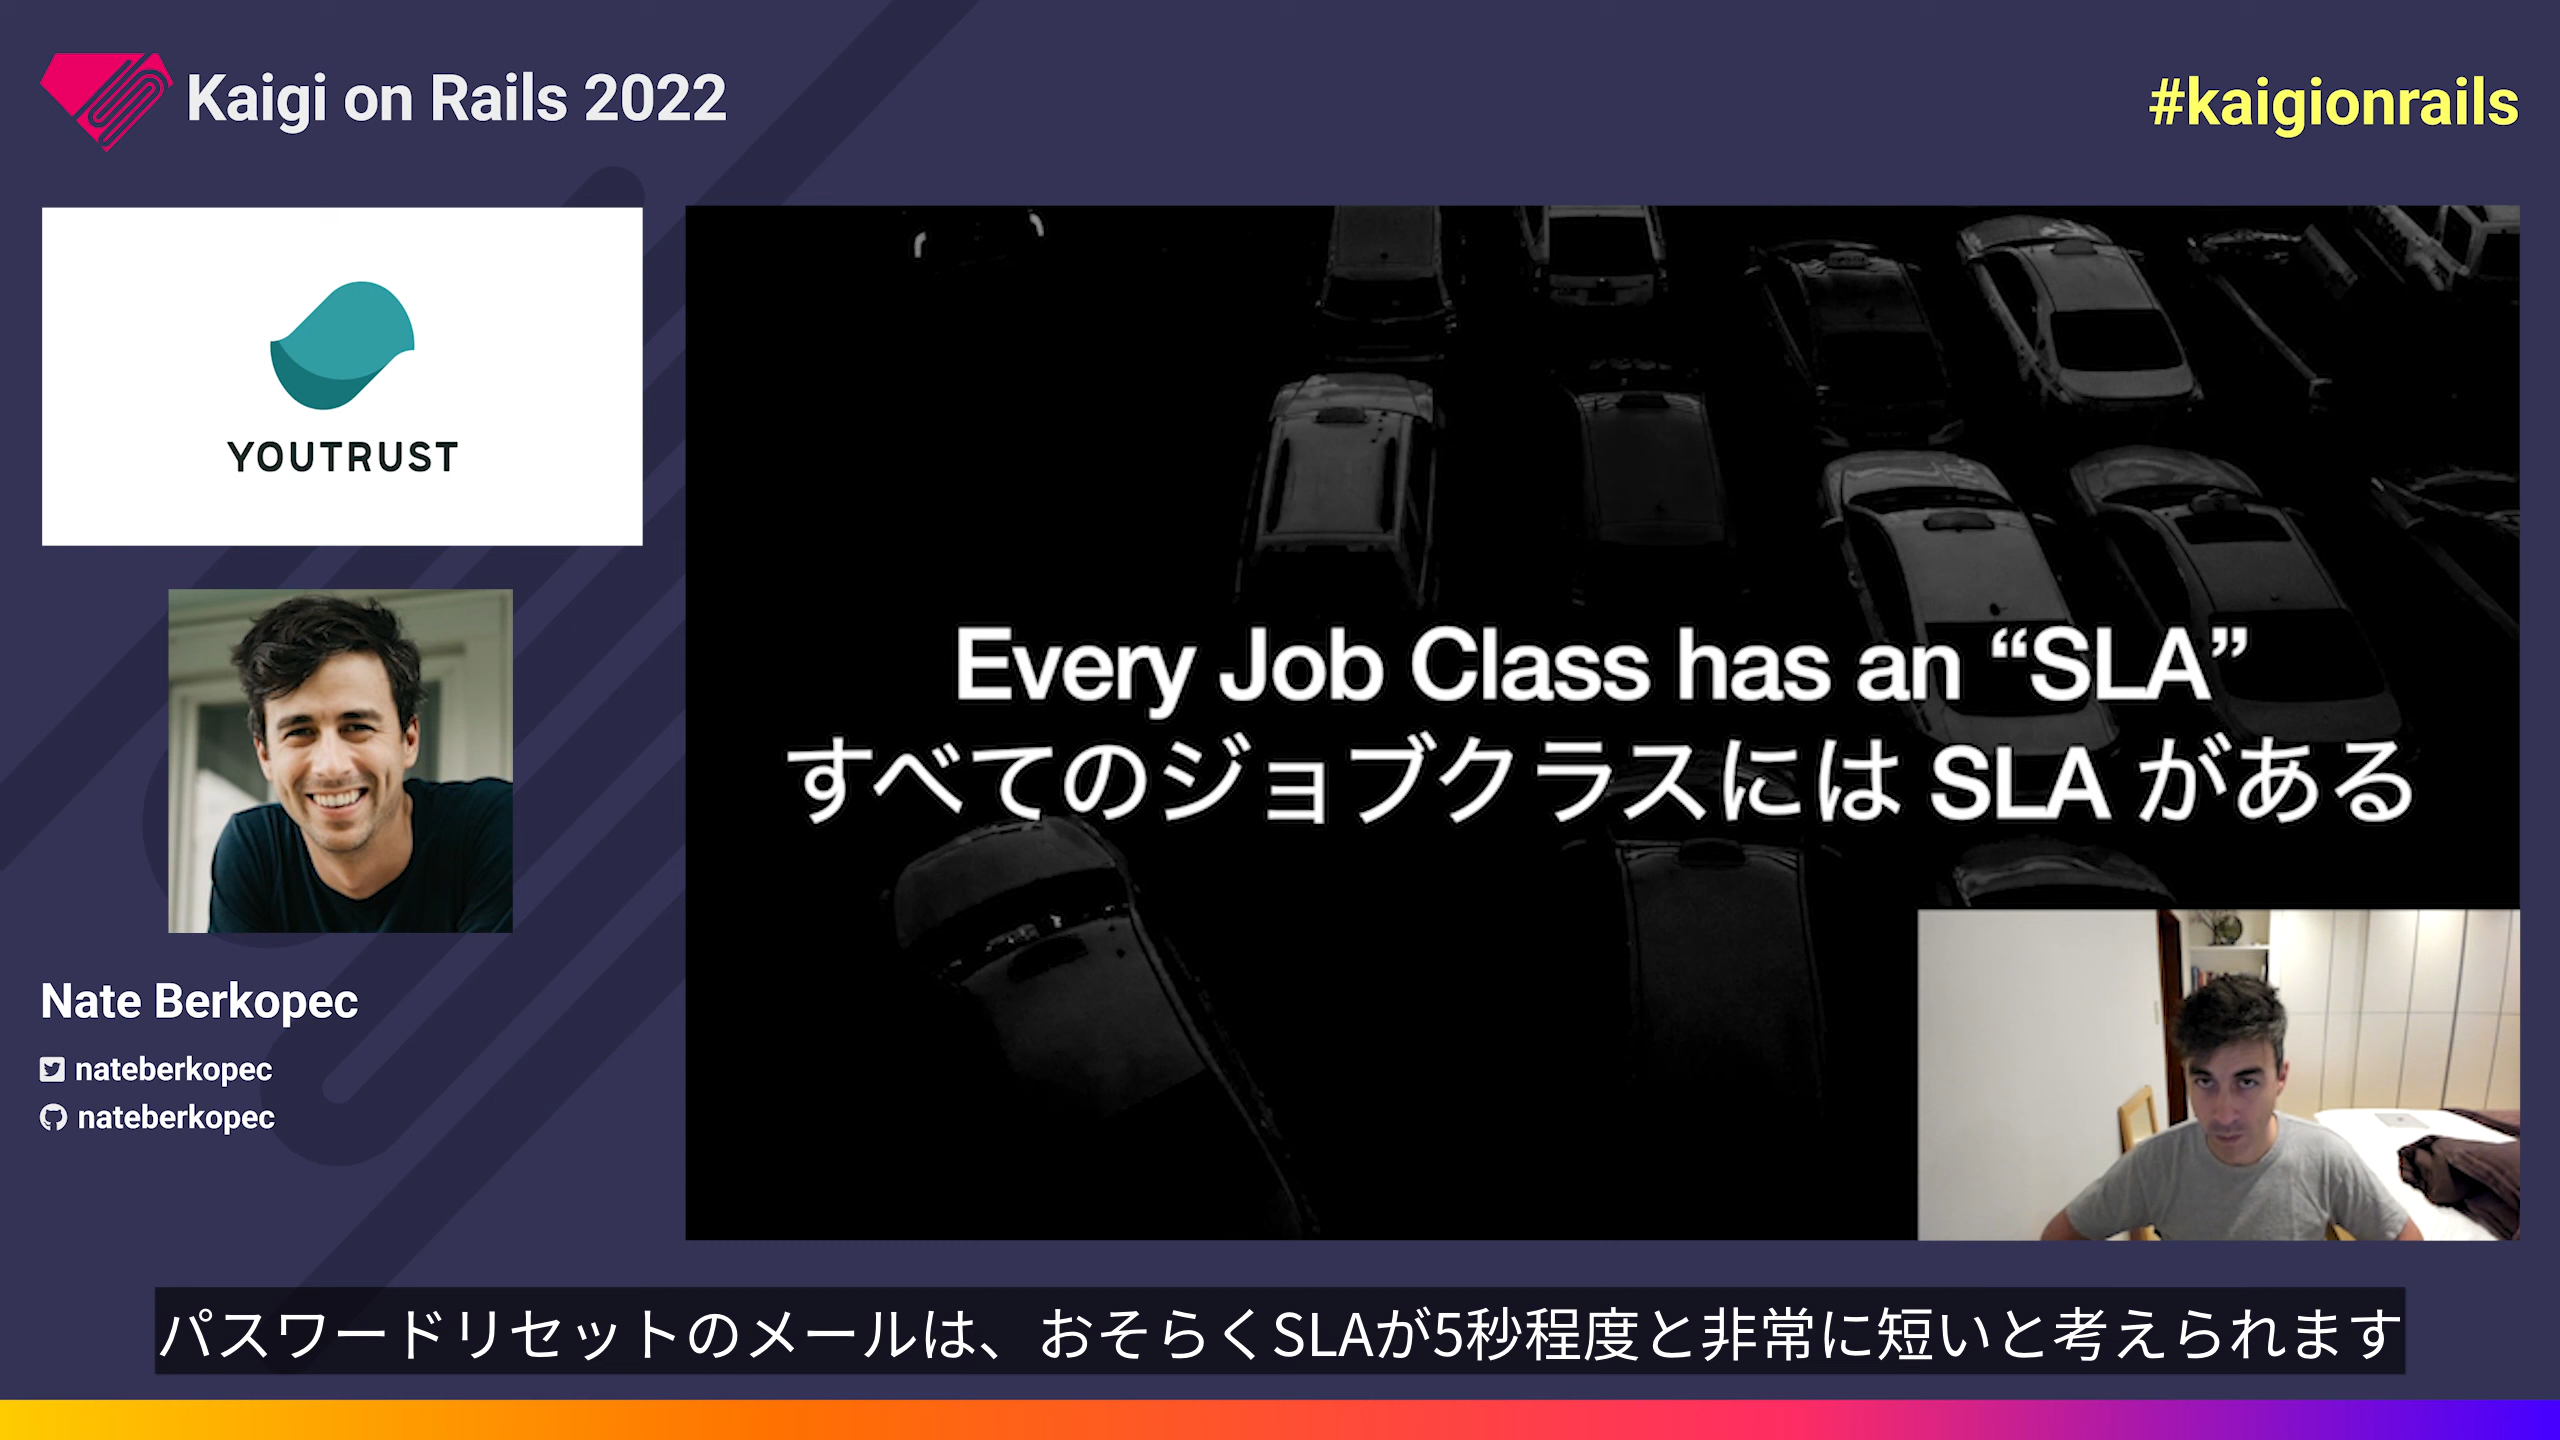 Kaigi on Rails 2022
#kaigionrails
YOUTRUST
Every Job Class has an “SLA”
すべてのジョブクラスには SLA がある
Nate Berkopec
nateberkopec
nateberkopec
パスワードリセットのメールは、おそらくSLAが5秒程度と非常に短いと考えられます